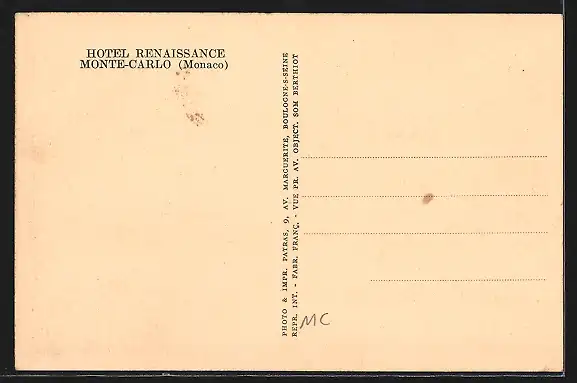 HOTEL RENAISSANCE
MONTE-CARLO (Monaco)
PHOTO & IMPR. PATRAS, 9, AV. MARGUERITE, BOULOGNE-S-SEINE
REPR. INT. - FABR. FRANÇ. - VUE PR. AV. OBJECT. SOM BERTHIOT
MC